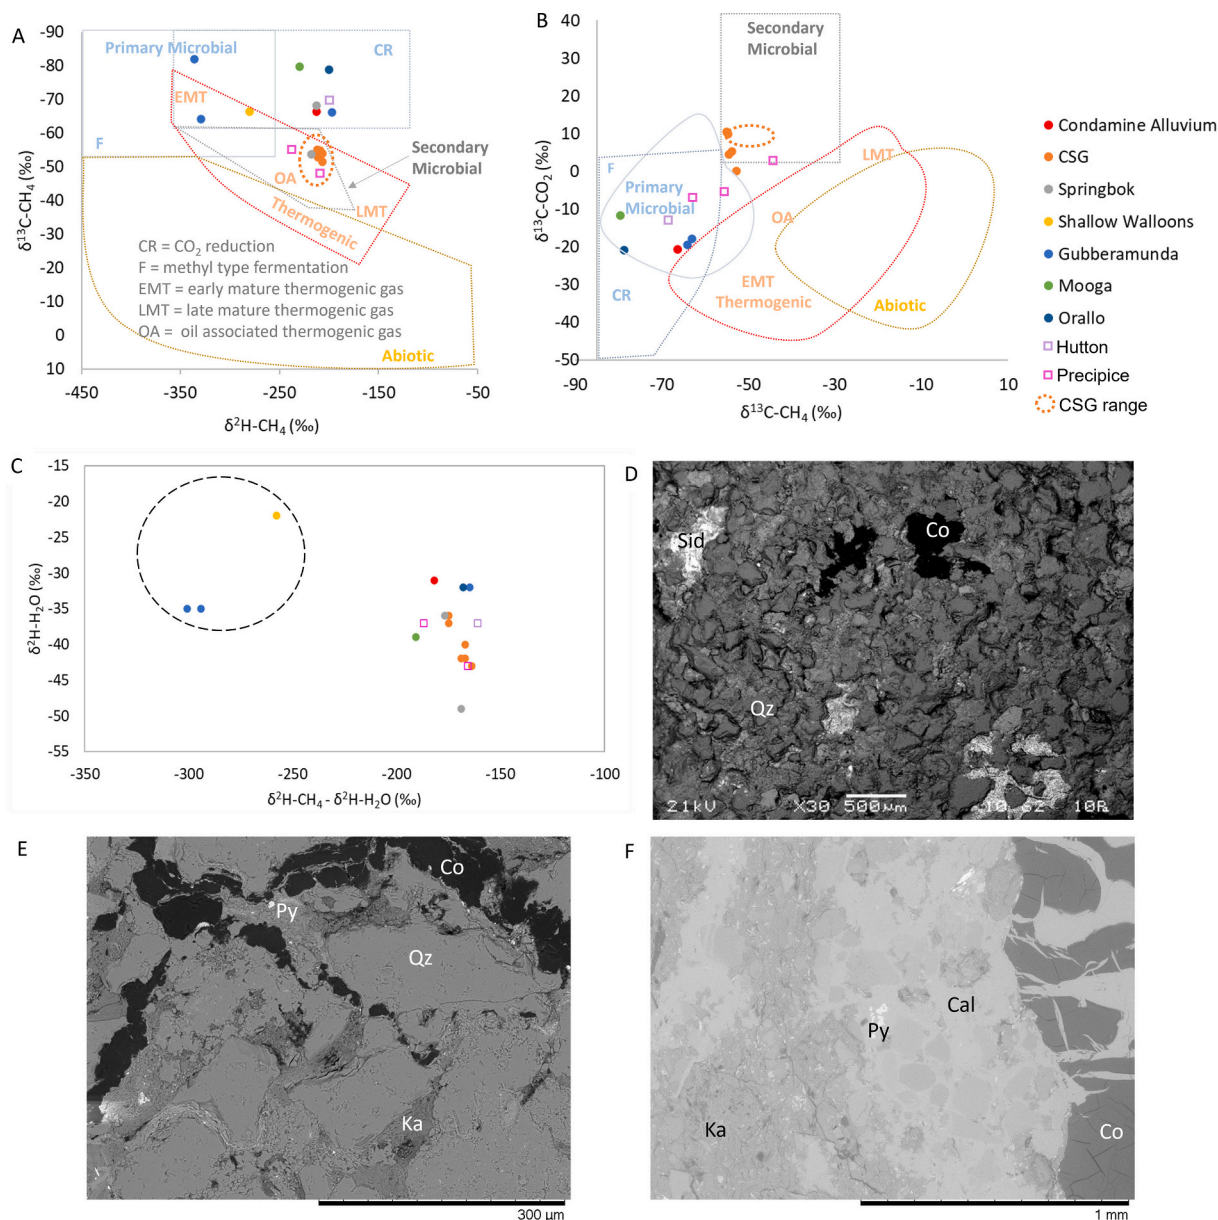 A
-90
-80
-70
-60
-50
-40
-30
-20
-10
0
10
δ13C-CH4 (‰)
Primary Microbial
CR
EMT
F
Secondary
Microbial
OA
LMT
Thermogenic
CR = CO2 reduction
F = methyl type fermentation
EMT = early mature thermogenic gas
LMT = late mature thermogenic gas
OA = oil associated thermogenic gas
Abiotic
-450 -350 -250 -150 -50
δ2H-CH4 (‰)
B
40
30
20
10
0
-10
-20
-30
-40
-50
δ13C-CO2 (‰)
Secondary
Microbial
LMT
F
Primary
Microbial
OA
CR
EMT
Thermogenic
Abiotic
-90 -70 -50 -30 -10 10
δ13C-CH4 (‰)
Condamine Alluvium
CSG
Springbok
Shallow Walloons
Gubberamunda
Mooga
Orallo
Hutton
Precipice
CSG range
C
-15
-20
-25
-30
-35
-40
-45
-50
-55
δ2H-H2O (‰)
-350 -300 -250 -200 -150 -100
δ2H-CH4 - δ2H-H2O (‰)
D
Sid
Co
Qz
21kV X30 500µm 10 62 10A
E
Co
Py
Qz
Ka
300 µm
F
Cal
Py
Ka
Co
1 mm